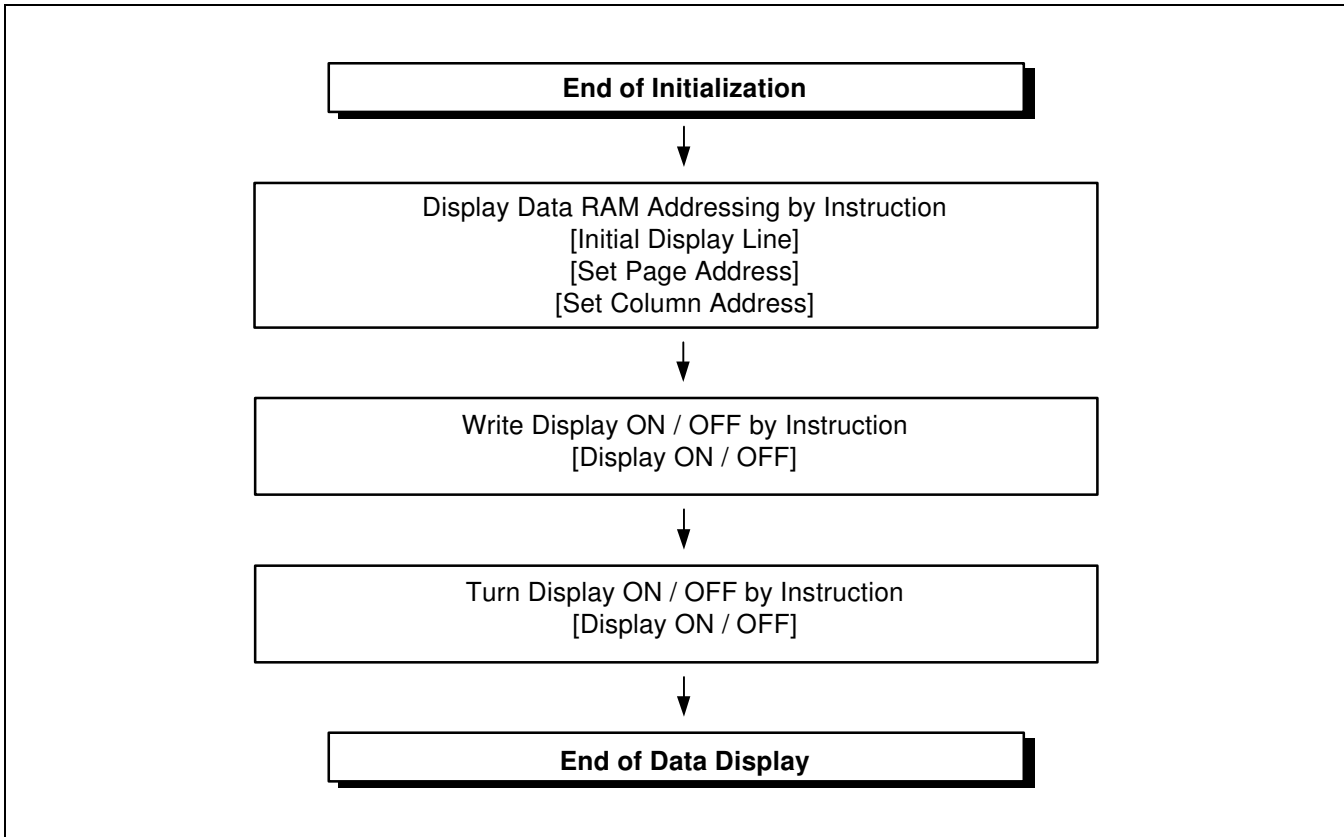 End of Initialization
Display Data RAM Addressing by Instruction
[Initial Display Line]
[Set Page Address]
[Set Column Address]
Write Display ON / OFF by Instruction
[Display ON / OFF]
Turn Display ON / OFF by Instruction
[Display ON / OFF]
End of Data Display